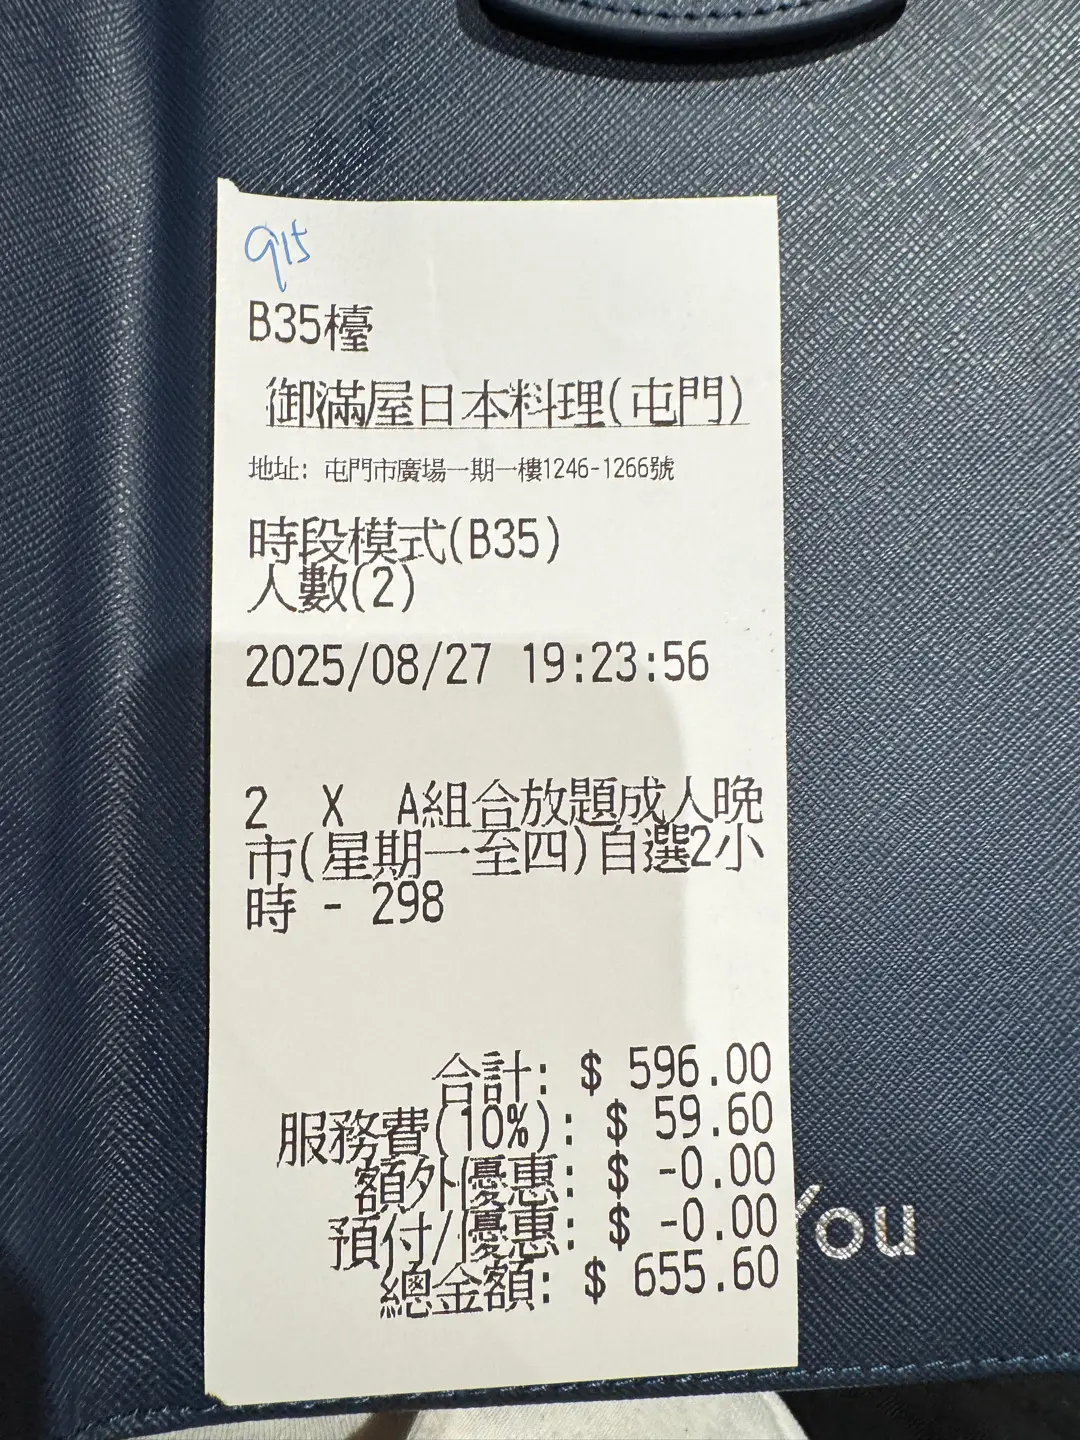 915
B35檯
御滿屋日本料理(屯門)
地址: 屯門市廣場一期一樓1246-1266號
時段模式(B35)
人數(2)
2025/08/27 19:23:56
2 X A組合放題成人晚
市(星期一至四)自選2小
時 - 298
合計: $ 596.00
服務費(10%): $ 59.60
額外優惠: $ -0.00
預付/優惠: $ -0.00
總金額: $ 655.60
You